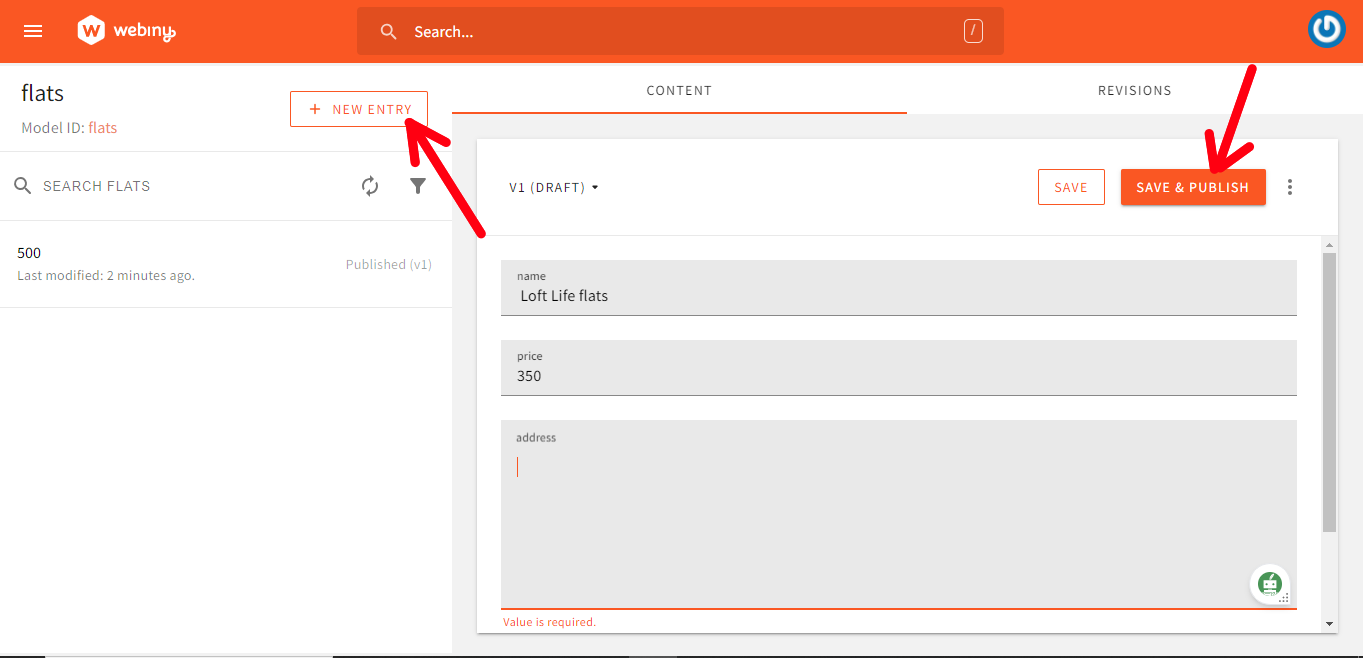 webiny
Search...
/
flats
Model ID: flats
+ NEW ENTRY
SEARCH FLATS
500
Last modified: 2 minutes ago.
Published (v1)
CONTENT
REVISIONS
V1 (DRAFT)
SAVE
SAVE & PUBLISH
name
Loft Life flats
price
350
address
Value is required.